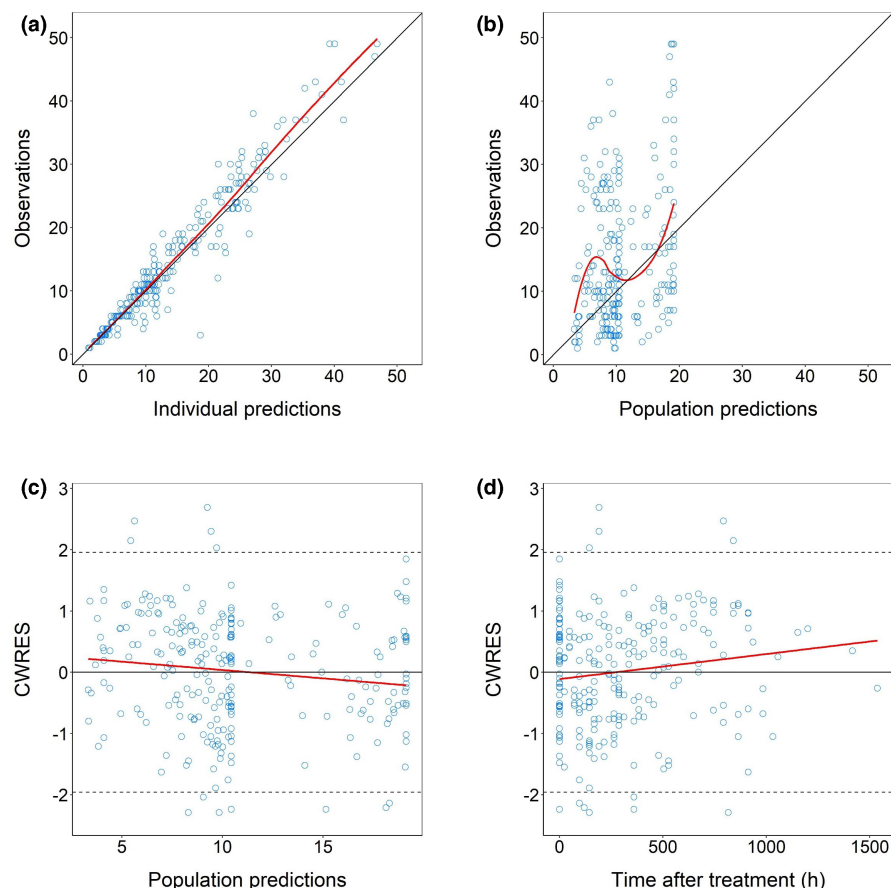 (a)
50
40
30
20
10
0
Observations
0 10 20 30 40 50
Individual predictions
(b)
50
40
30
20
10
0
Observations
0 10 20 30 40 50
Population predictions
(c)
3
2
1
0
-1
-2
CWRES
5 10 15
Population predictions
(d)
3
2
1
0
-1
-2
CWRES
0 500 1000 1500
Time after treatment (h)